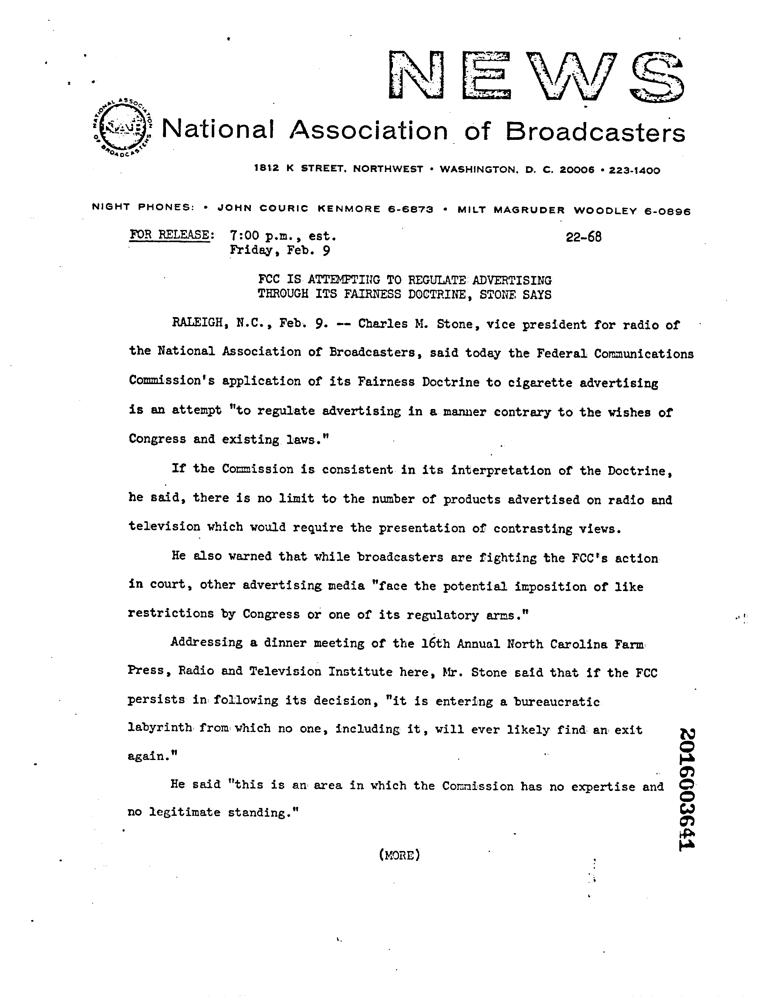 NEWS
NATIONAL ASSOCIATION OF BROADCASTERS
NAB
National Association of Broadcasters
1812 K STREET, NORTHWEST • WASHINGTON, D. C. 20006 • 223-1400
NIGHT PHONES: • JOHN COURIC KENMORE 6-6873 • MILT MAGRUDER WOODLEY 6-0896
FOR RELEASE: 7:00 p.m., est. 22-68
Friday, Feb. 9
FCC IS ATTEMPTING TO REGULATE ADVERTISING
THROUGH ITS FAIRNESS DOCTRINE, STONE SAYS
RALEIGH, N.C., Feb. 9. -- Charles M. Stone, vice president for radio of
the National Association of Broadcasters, said today the Federal Communications
Commission's application of its Fairness Doctrine to cigarette advertising
is an attempt "to regulate advertising in a manner contrary to the wishes of
Congress and existing laws."
If the Commission is consistent in its interpretation of the Doctrine,
he said, there is no limit to the number of products advertised on radio and
television which would require the presentation of contrasting views.
He also warned that while broadcasters are fighting the FCC's action
in court, other advertising media "face the potential imposition of like
restrictions by Congress or one of its regulatory arms."
Addressing a dinner meeting of the 16th Annual North Carolina Farm
Press, Radio and Television Institute here, Mr. Stone said that if the FCC
persists in following its decision, "it is entering a bureaucratic
labyrinth from which no one, including it, will ever likely find an exit
again."
He said "this is an area in which the Commission has no expertise and
no legitimate standing."
(MORE)
2016003641